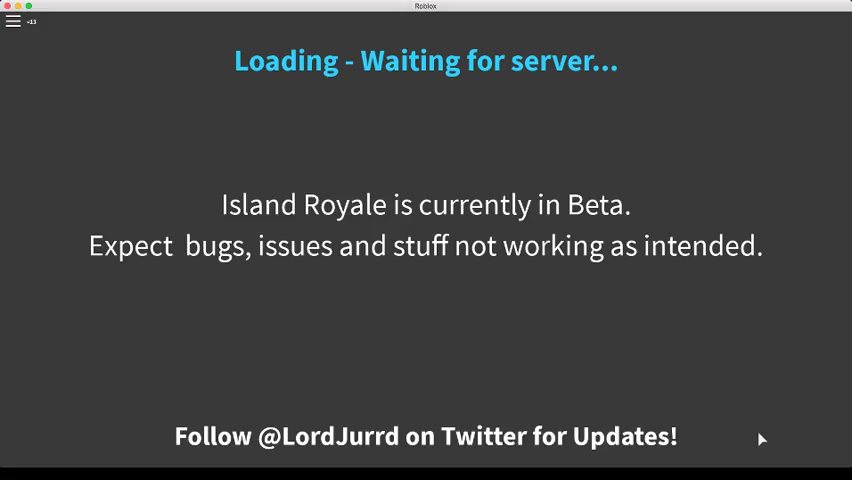 Roblox
v13
Loading - Waiting for server...
Island Royale is currently in Beta.
Expect  bugs, issues and stuff not working as intended.
Follow @LordJurrd on Twitter for Updates!